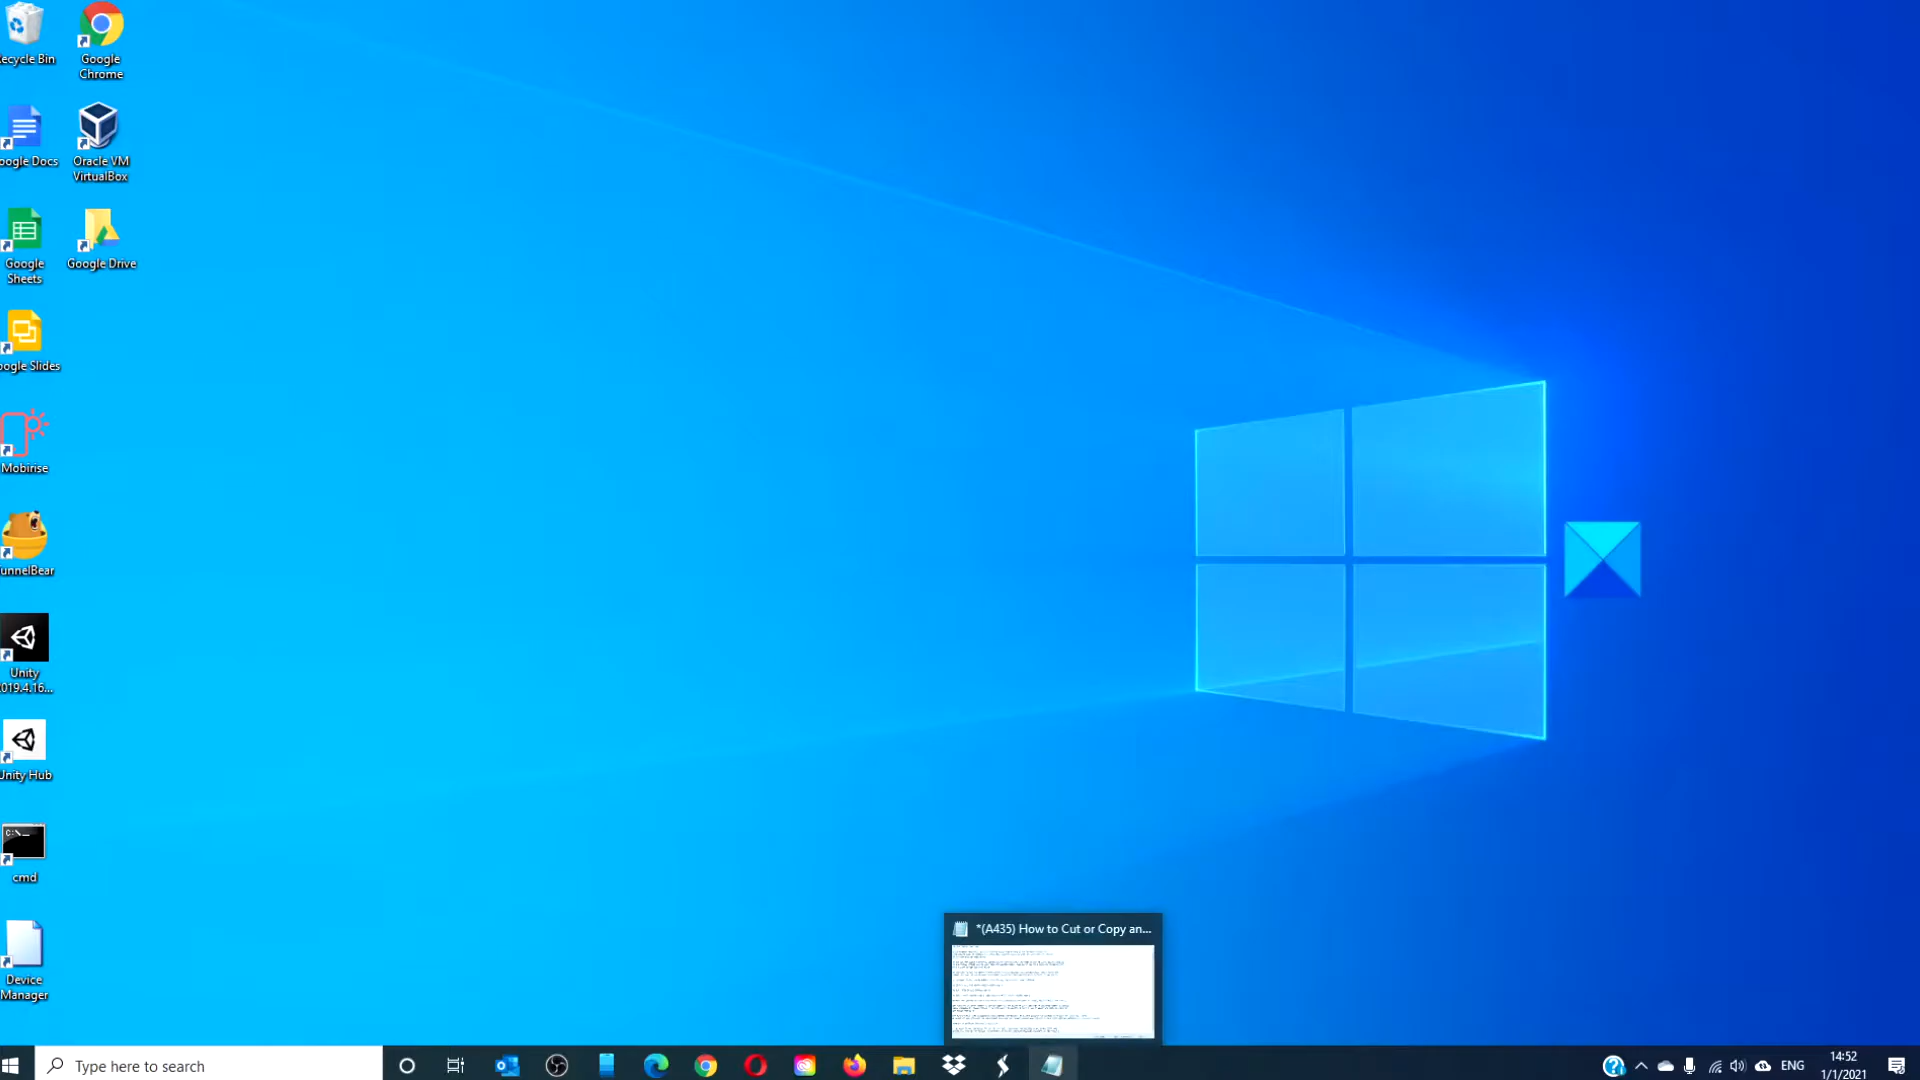 ecycle Bin
Google
Chrome
oogle Docs
Oracle VM
VirtualBox
Google
Sheets
Google Drive
oogle Slides
Mobirise
unnelBear
Unity
019.4.16...
Unity Hub
C:\
cmd
Device
Manager
*(A435) How to Cut or Copy an...
Type here to search
ENG
14:52
1/1/2021